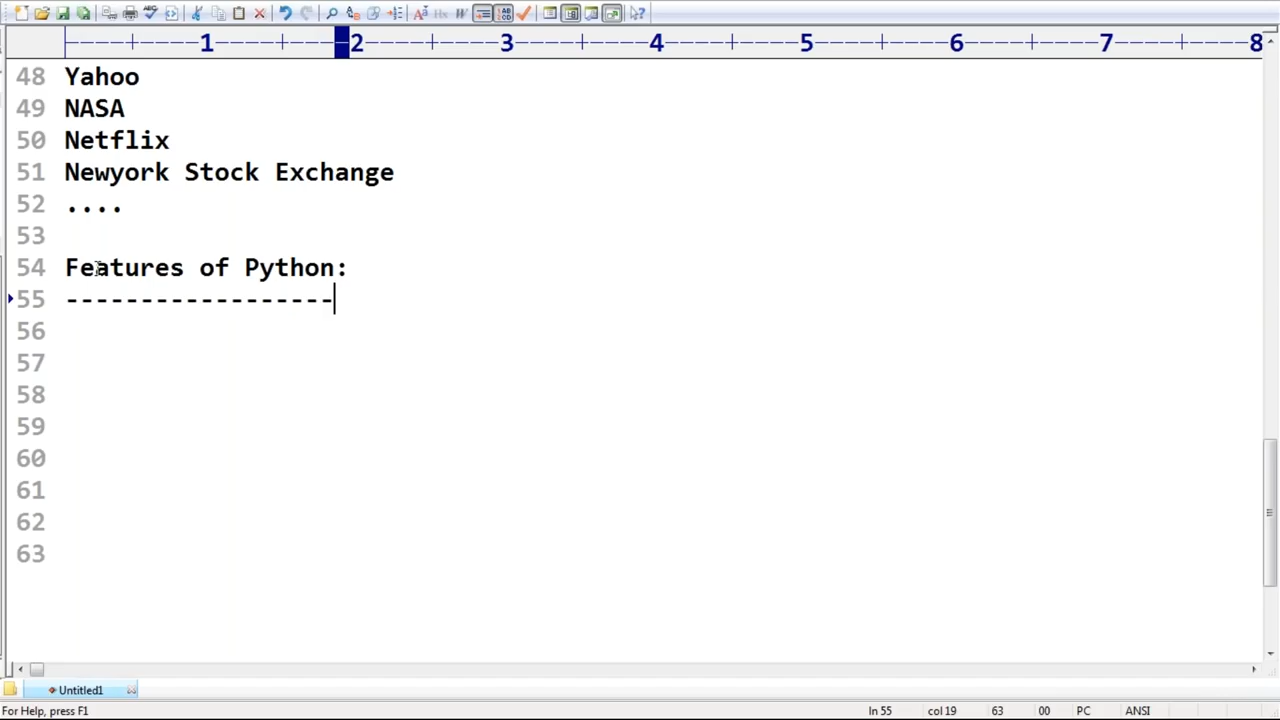 1 2 3 4 5 6 7 8
48 Yahoo
49 NASA
50 Netflix
51 Newyork Stock Exchange
52 ....
53
54 Features of Python:
55 ------------------
56
57
58
59
60
61
62
63
Untitled1
For Help, press F1 ln 55 col 19 63 00 PC ANSI